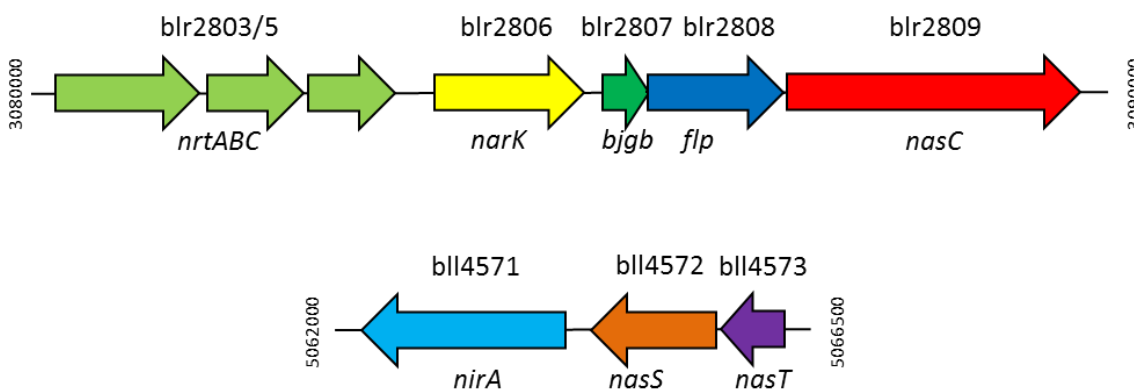 blr2803/5 blr2806 blr2807 blr2808 blr2809
3080000 3090000
nrtABC narK bjgb flp nasC
bll4571 bll4572 bll4573
5062000 5066500
nirA nasS nasT